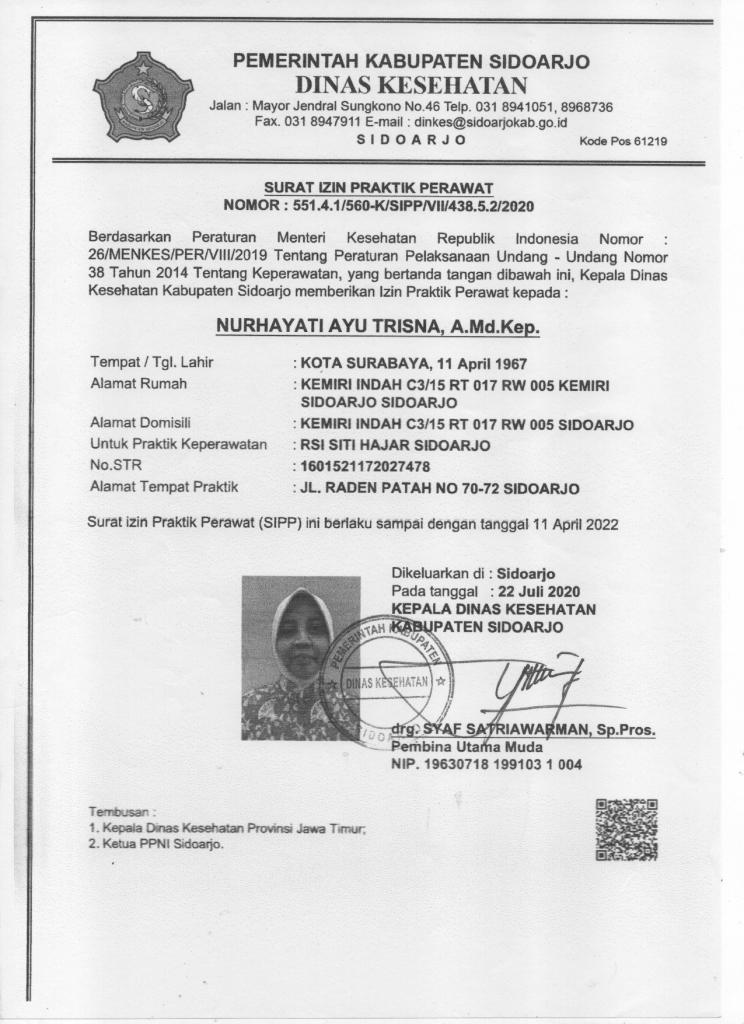 PEMERINTAH KABUPATEN SIDOARJO
DINAS KESEHATAN
Jalan : Mayor Jendral Sungkono No.46 Telp. 031 8941051, 8968736
Fax. 031 8947911 E-mail : dinkes@sidoarjokab.go.id
S I D O A R J O
Kode Pos 61219
SURAT IZIN PRAKTIK PERAWAT
NOMOR : 551.4.1/560-K/SIPP/VII/438.5.2/2020
Berdasarkan Peraturan Menteri Kesehatan Republik Indonesia Nomor :
26/MENKES/PER/VIII/2019 Tentang Peraturan Pelaksanaan Undang - Undang Nomor
38 Tahun 2014 Tentang Keperawatan, yang bertanda tangan dibawah ini, Kepala Dinas
Kesehatan Kabupaten Sidoarjo memberikan Izin Praktik Perawat kepada :
NURHAYATI AYU TRISNA, A.Md.Kep.
Tempat / Tgl. Lahir : KOTA SURABAYA, 11 April 1967
Alamat Rumah : KEMIRI INDAH C3/15 RT 017 RW 005 KEMIRI
SIDOARJO SIDOARJO
Alamat Domisili : KEMIRI INDAH C3/15 RT 017 RW 005 SIDOARJO
Untuk Praktik Keperawatan : RSI SITI HAJAR SIDOARJO
No.STR : 1601521172027478
Alamat Tempat Praktik : JL. RADEN PATAH NO 70-72 SIDOARJO
Surat izin Praktik Perawat (SIPP) ini berlaku sampai dengan tanggal 11 April 2022
Dikeluarkan di : Sidoarjo
Pada tanggal : 22 Juli 2020
KEPALA DINAS KESEHATAN
KABUPATEN SIDOARJO
PEMERINTAH KABUPATEN
DINAS KESEHATAN
SIDOARJO
drg. SYAF SATRIAWARMAN, Sp.Pros.
Pembina Utama Muda
NIP. 19630718 199103 1 004
Tembusan :
1. Kepala Dinas Kesehatan Provinsi Jawa Timur;
2. Ketua PPNI Sidoarjo.